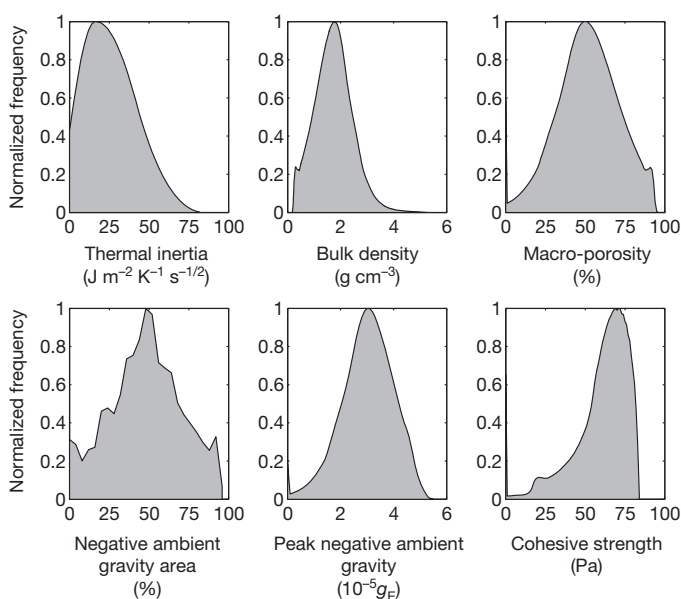 Normalized frequency
1
0.8
0.6
0.4
0.2
0
0 25 50 75 100
Thermal inertia
(J m⁻² K⁻¹ s⁻¹/²)
1
0.8
0.6
0.4
0.2
0
0 2 4 6
Bulk density
(g cm⁻³)
1
0.8
0.6
0.4
0.2
0
0 25 50 75 100
Macro-porosity
(%)
Normalized frequency
1
0.8
0.6
0.4
0.2
0
0 25 50 75 100
Negative ambient
gravity area
(%)
1
0.8
0.6
0.4
0.2
0
0 2 4 6
Peak negative ambient
gravity
(10⁻⁵gE)
1
0.8
0.6
0.4
0.2
0
0 25 50 75 100
Cohesive strength
(Pa)